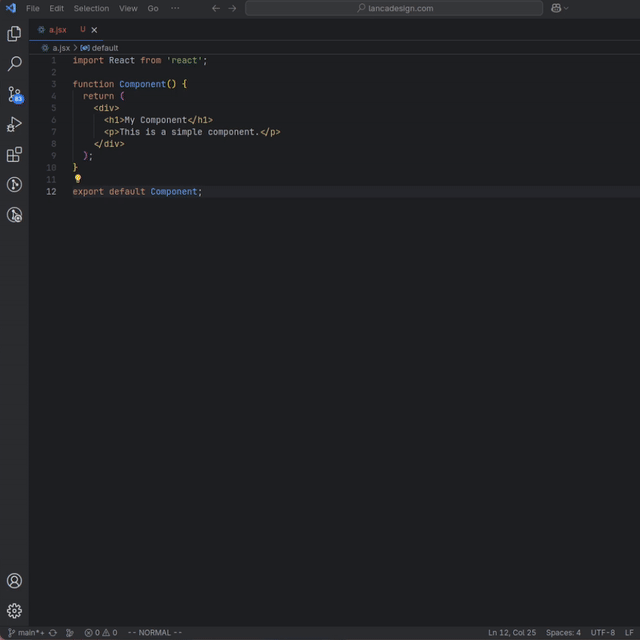 File Edit Selection View Go ··· lancadesign.com
a.jsx U
a.jsx > default
1 import React from 'react';
2
3 function Component() {
4 return (
5 <div>
6 <h1>My Component</h1>
7 <p>This is a simple component.</p>
8 </div>
9 );
10 }
11
12 export default Component;
83
main*+ 0 0 -- NORMAL -- Ln 12, Col 25 Spaces: 4 UTF-8 LF